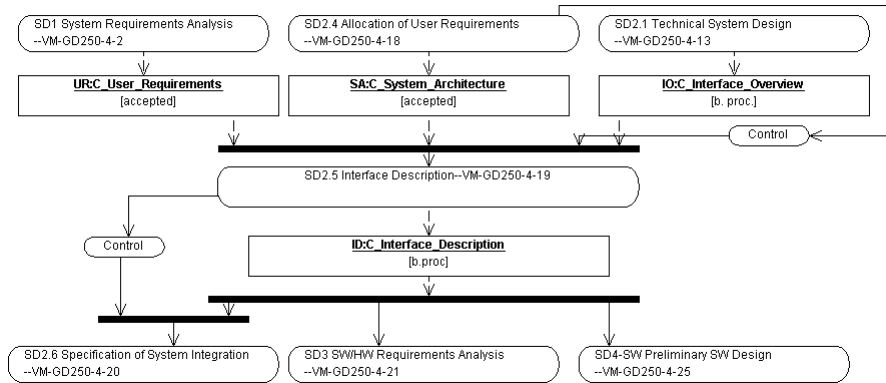 SD1 System Requirements Analysis
--VM-GD250-4-2
SD2.4 Allocation of User Requirements
--VM-GD250-4-18
SD2.1 Technical System Design
--VM-GD250-4-13
UR:C_User_Requirements
[accepted]
SA:C_System_Architecture
[accepted]
IO:C_Interface_Overview
[b. proc.]
Control
SD2.5 Interface Description--VM-GD250-4-19
Control
ID:C_Interface_Description
[b.proc]
SD2.6 Specification of System Integration
--VM-GD250-4-20
SD3 SW/HW Requirements Analysis
--VM-GD250-4-21
SD4-SW Preliminary SW Design
--VM-GD250-4-25